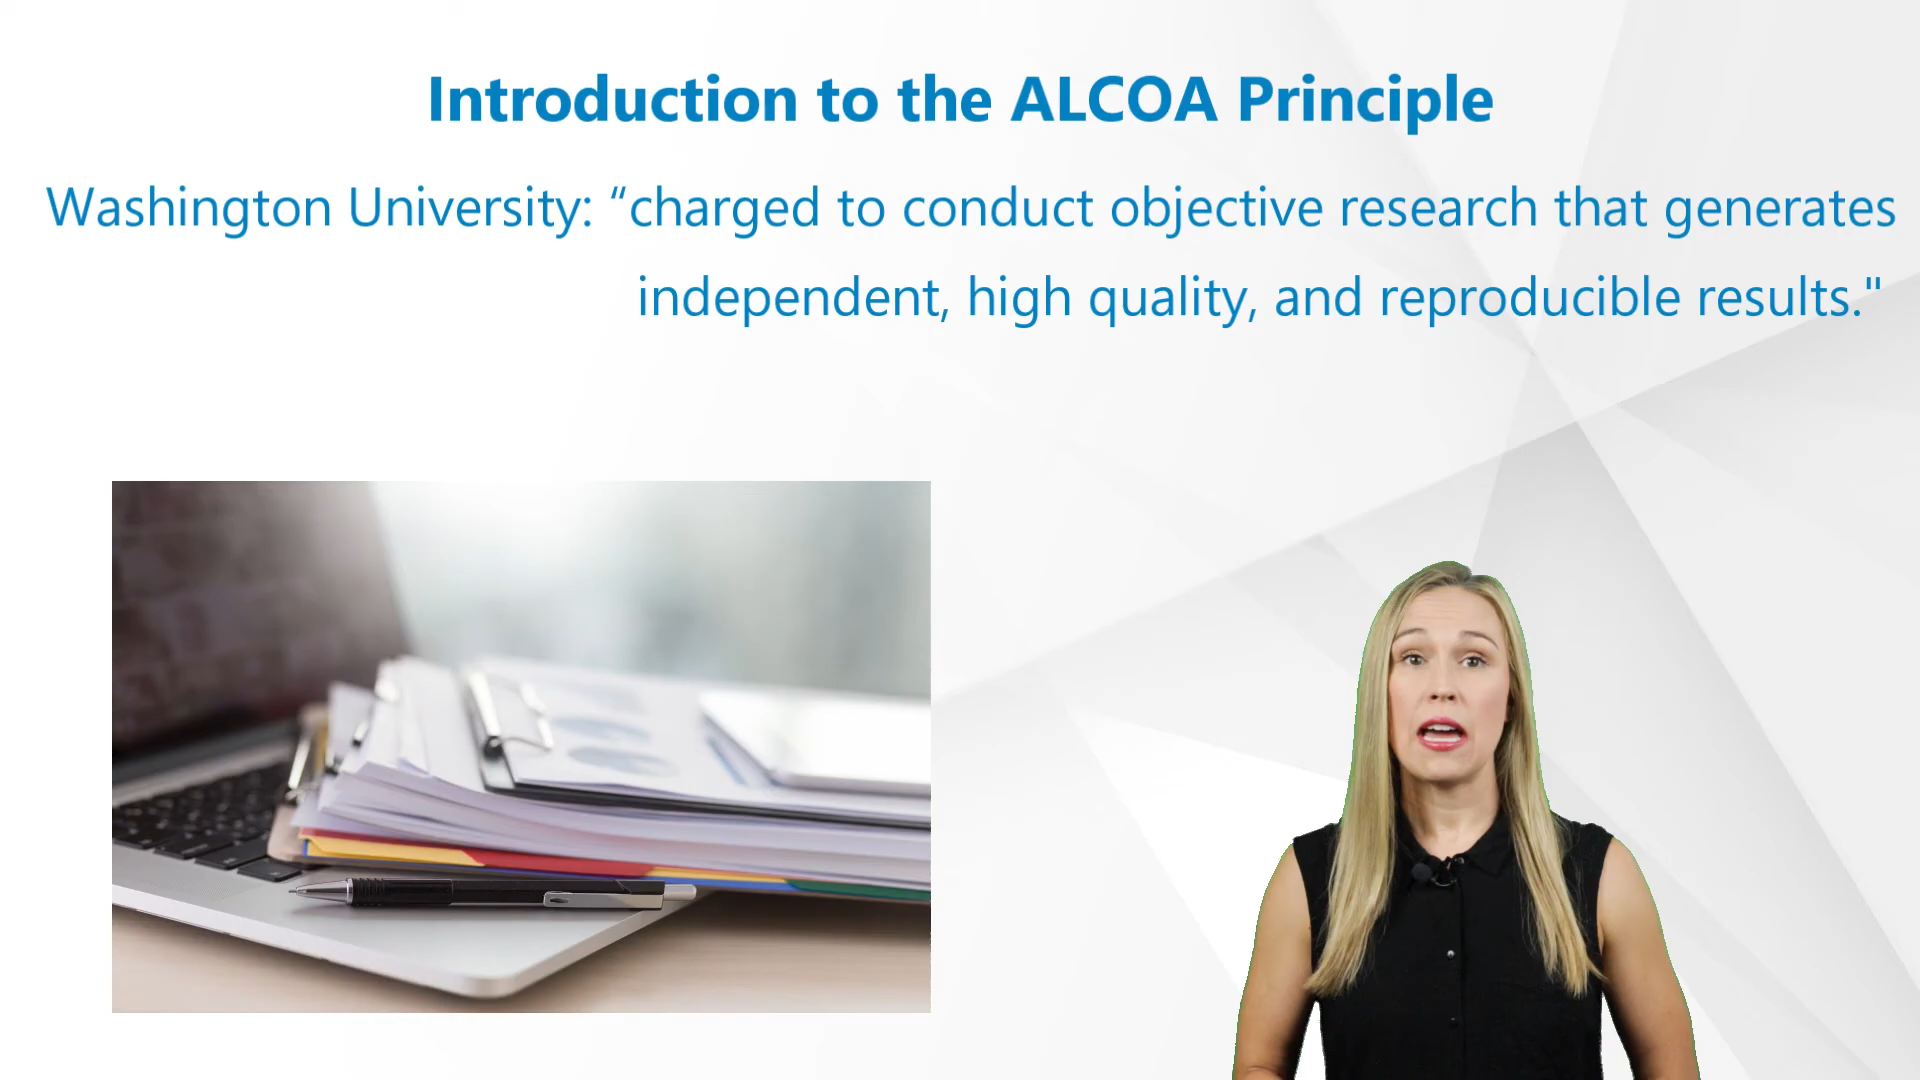 Introduction to the ALCOA Principle
Washington University: “charged to conduct objective research that generates
independent, high quality, and reproducible results."